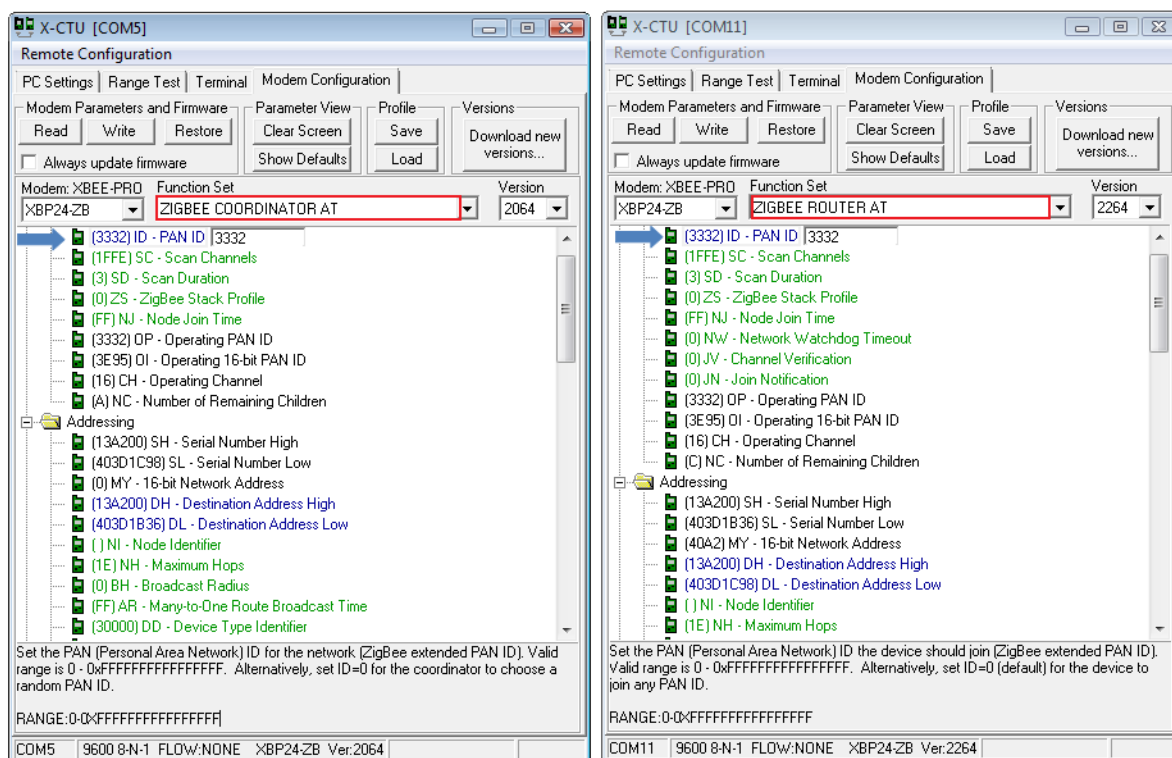 X-CTU [COM5]
Remote Configuration
PC Settings Range Test Terminal Modem Configuration
Modem Parameters and Firmware Parameter View Profile Versions
Read Write Restore Clear Screen Save Download new versions...
Always update firmware Show Defaults Load
Modem: XBEE-PRO Function Set Version
XBP24-ZB ZIGBEE COORDINATOR AT 2064
(3332) ID - PAN ID 3332
(1FFE) SC - Scan Channels
(3) SD - Scan Duration
(0) ZS - ZigBee Stack Profile
(FF) NJ - Node Join Time
(3332) OP - Operating PAN ID
(3E95) OI - Operating 16-bit PAN ID
(16) CH - Operating Channel
(A) NC - Number of Remaining Children
Addressing
(13A200) SH - Serial Number High
(403D1C98) SL - Serial Number Low
(0) MY - 16-bit Network Address
(13A200) DH - Destination Address High
(403D1B36) DL - Destination Address Low
( ) NI - Node Identifier
(1E) NH - Maximum Hops
(0) BH - Broadcast Radius
(FF) AR - Many-to-One Route Broadcast Time
(30000) DD - Device Type Identifier
Set the PAN (Personal Area Network) ID for the network (ZigBee extended PAN ID). Valid
range is 0 - 0xFFFFFFFFFFFFFFFF. Alternatively, set ID=0 for the coordinator to choose a
random PAN ID.
RANGE:0-0XFFFFFFFFFFFFFFFF
COM5 9600 8-N-1 FLOW:NONE XBP24-ZB Ver:2064
X-CTU [COM11]
Remote Configuration
PC Settings Range Test Terminal Modem Configuration
Modem Parameters and Firmware Parameter View Profile Versions
Read Write Restore Clear Screen Save Download new versions...
Always update firmware Show Defaults Load
Modem: XBEE-PRO Function Set Version
XBP24-ZB ZIGBEE ROUTER AT 2264
(3332) ID - PAN ID 3332
(1FFE) SC - Scan Channels
(3) SD - Scan Duration
(0) ZS - ZigBee Stack Profile
(FF) NJ - Node Join Time
(0) NW - Network Watchdog Timeout
(0) JV - Channel Verification
(0) JN - Join Notification
(3332) OP - Operating PAN ID
(3E95) OI - Operating 16-bit PAN ID
(16) CH - Operating Channel
(C) NC - Number of Remaining Children
Addressing
(13A200) SH - Serial Number High
(403D1B36) SL - Serial Number Low
(40A2) MY - 16-bit Network Address
(13A200) DH - Destination Address High
(403D1C98) DL - Destination Address Low
( ) NI - Node Identifier
(1E) NH - Maximum Hops
Set the PAN (Personal Area Network) ID the device should join (ZigBee extended PAN ID).
Valid range is 0 - 0xFFFFFFFFFFFFFFFF. Alternatively, set ID=0 (default) for the device to
join any PAN ID.
RANGE:0-0XFFFFFFFFFFFFFFFF
COM11 9600 8-N-1 FLOW:NONE XBP24-ZB Ver:2264